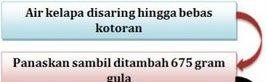 Air kelapa disaring hingga bebas
kotoran
Panaskan sambil ditambah 675 gram
gula